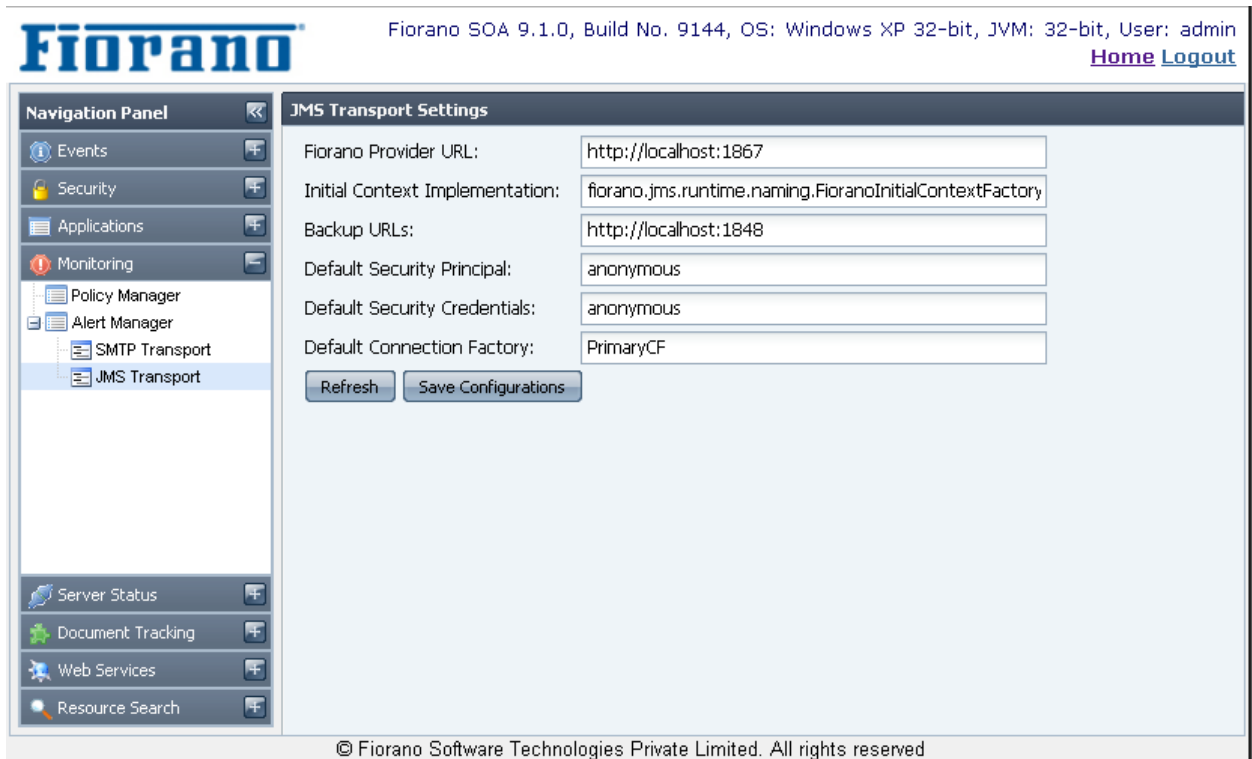 Fiorano
Fiorano SOA 9.1.0, Build No. 9144, OS: Windows XP 32-bit, JVM: 32-bit, User: admin
Home Logout
Navigation Panel
Events
Security
Applications
Monitoring
Policy Manager
Alert Manager
SMTP Transport
JMS Transport
Server Status
Document Tracking
Web Services
Resource Search
JMS Transport Settings
Fiorano Provider URL: http://localhost:1867
Initial Context Implementation: fiorano.jms.runtime.naming.FioranoInitialContextFactory
Backup URLs: http://localhost:1848
Default Security Principal: anonymous
Default Security Credentials: anonymous
Default Connection Factory: PrimaryCF
Refresh Save Configurations
© Fiorano Software Technologies Private Limited. All rights reserved